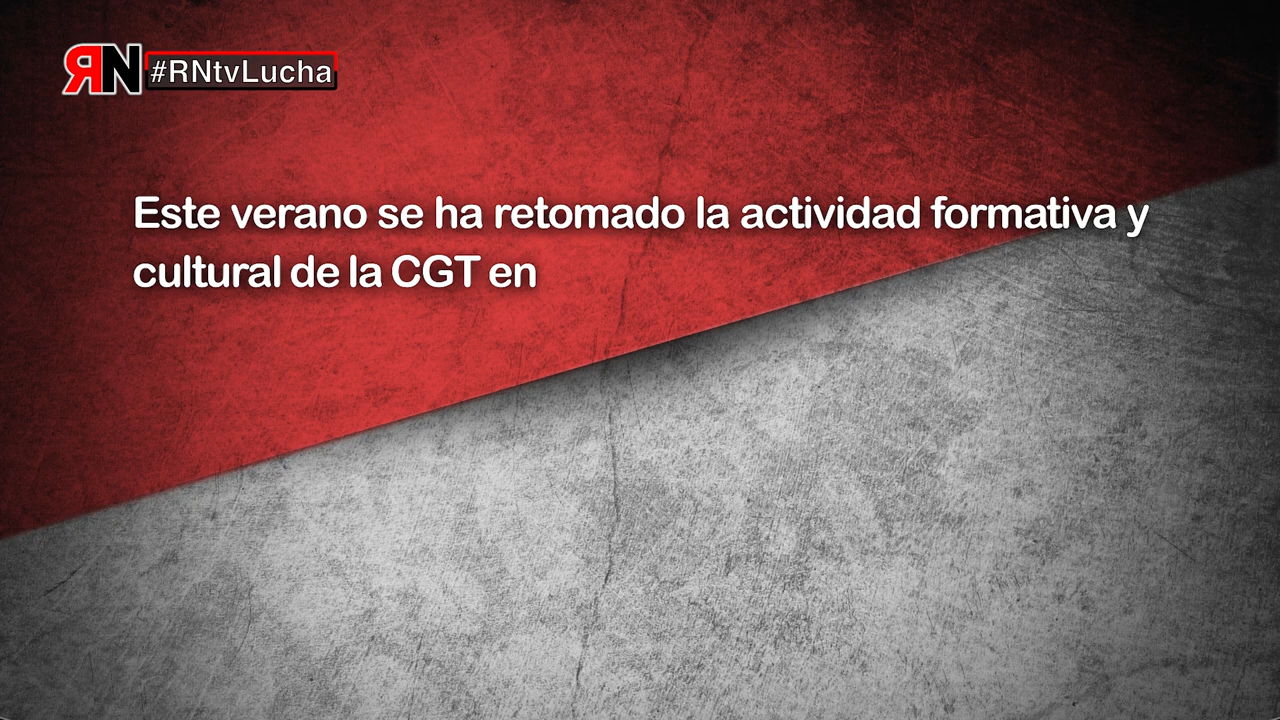 RN #RNtvLucha
Este verano se ha retomado la actividad formativa y
cultural de la CGT en